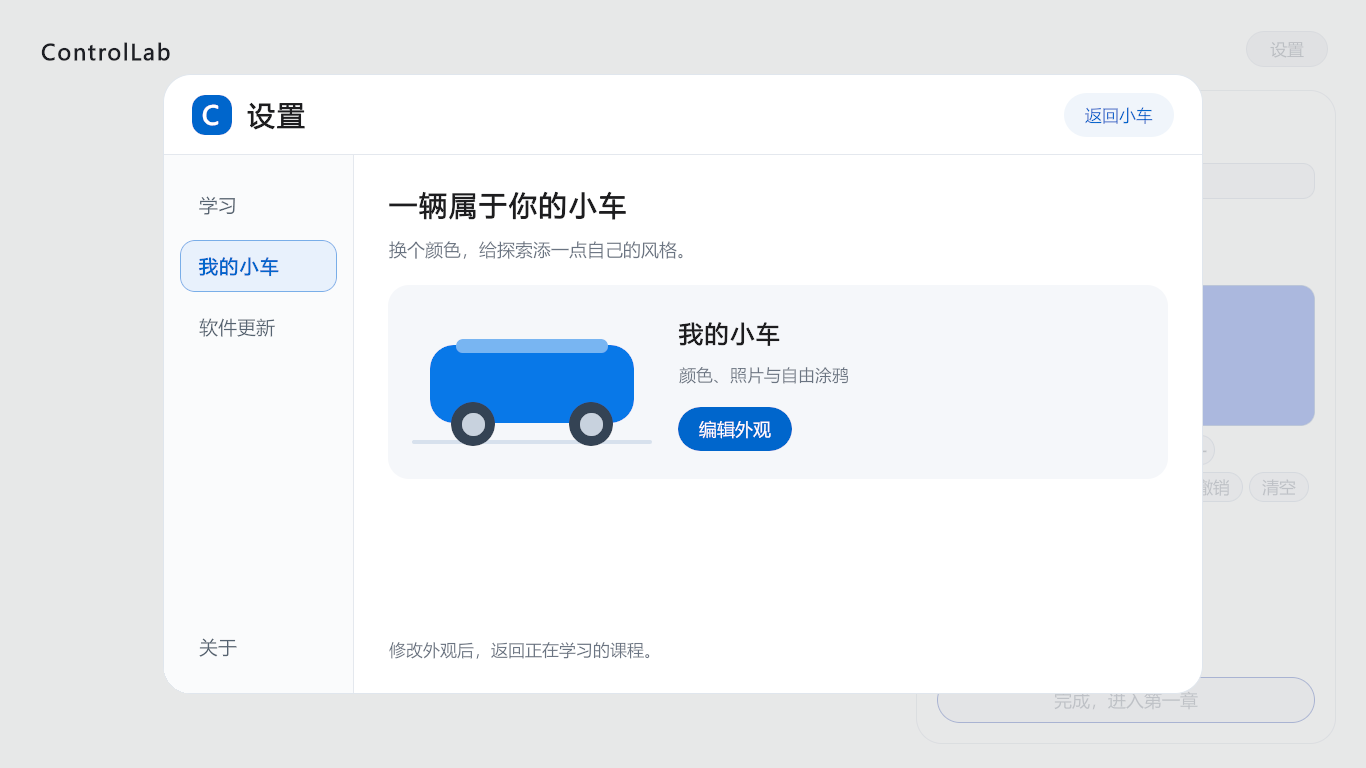 ControlLab
设置
C 设置
返回小车
学习
我的小车
软件更新
关于
一辆属于你的小车
换个颜色，给探索添一点自己的风格。
我的小车
颜色、照片与自由涂鸦
编辑外观
修改外观后，返回正在学习的课程。
撤销
清空
完成，进入第一章